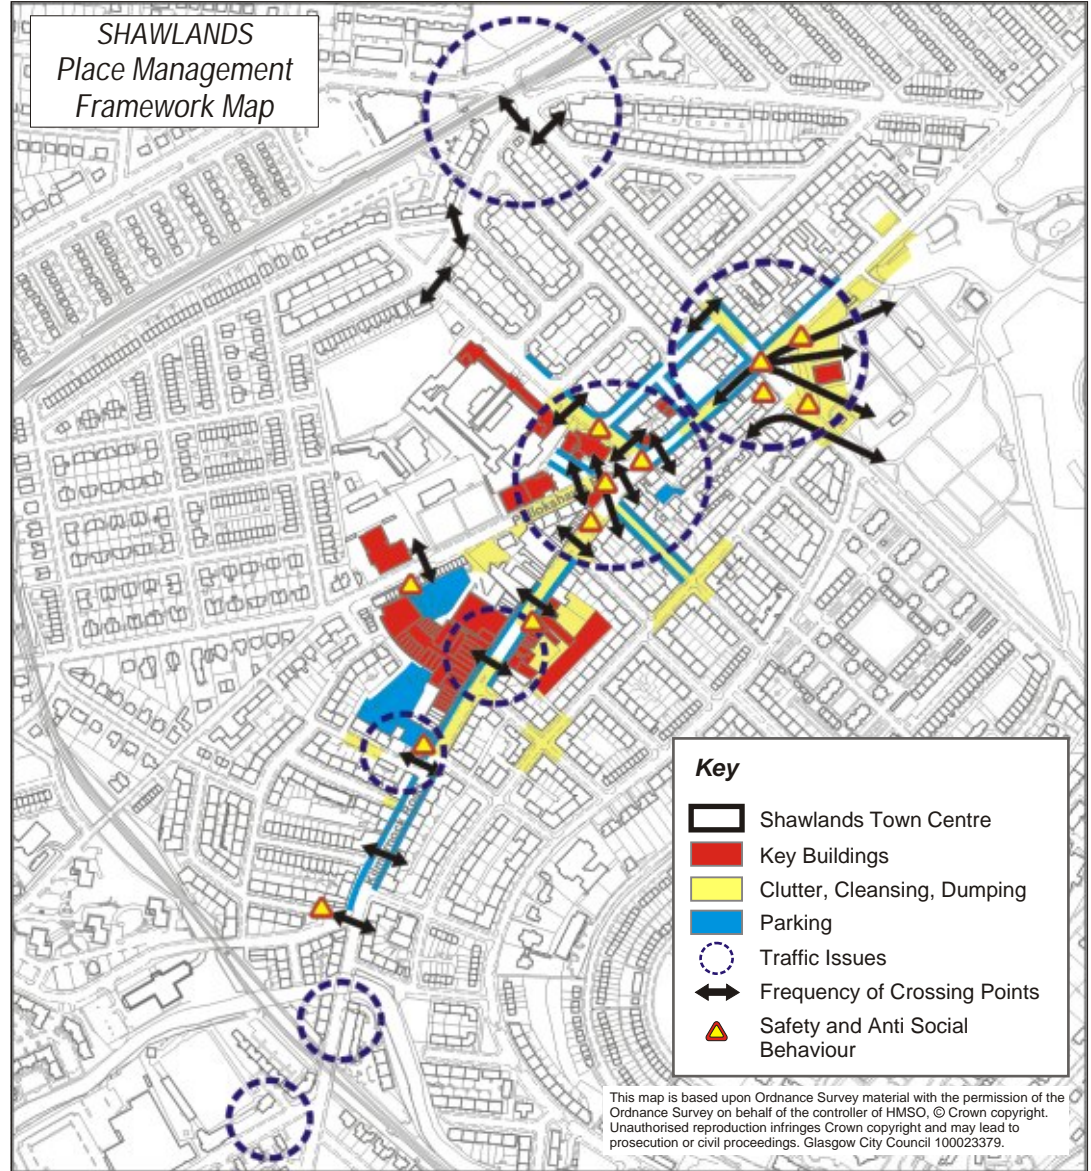 SHAWLANDS
Place Management
Framework Map
Key
Shawlands Town Centre
Key Buildings
Clutter, Cleansing, Dumping
Parking
Traffic Issues
Frequency of Crossing Points
Safety and Anti Social
Behaviour
This map is based upon Ordnance Survey material with the permission of the
Ordnance Survey on behalf of the controller of HMSO, © Crown copyright.
Unauthorised reproduction infringes Crown copyright and may lead to
prosecution or civil proceedings. Glasgow City Council 100023379.